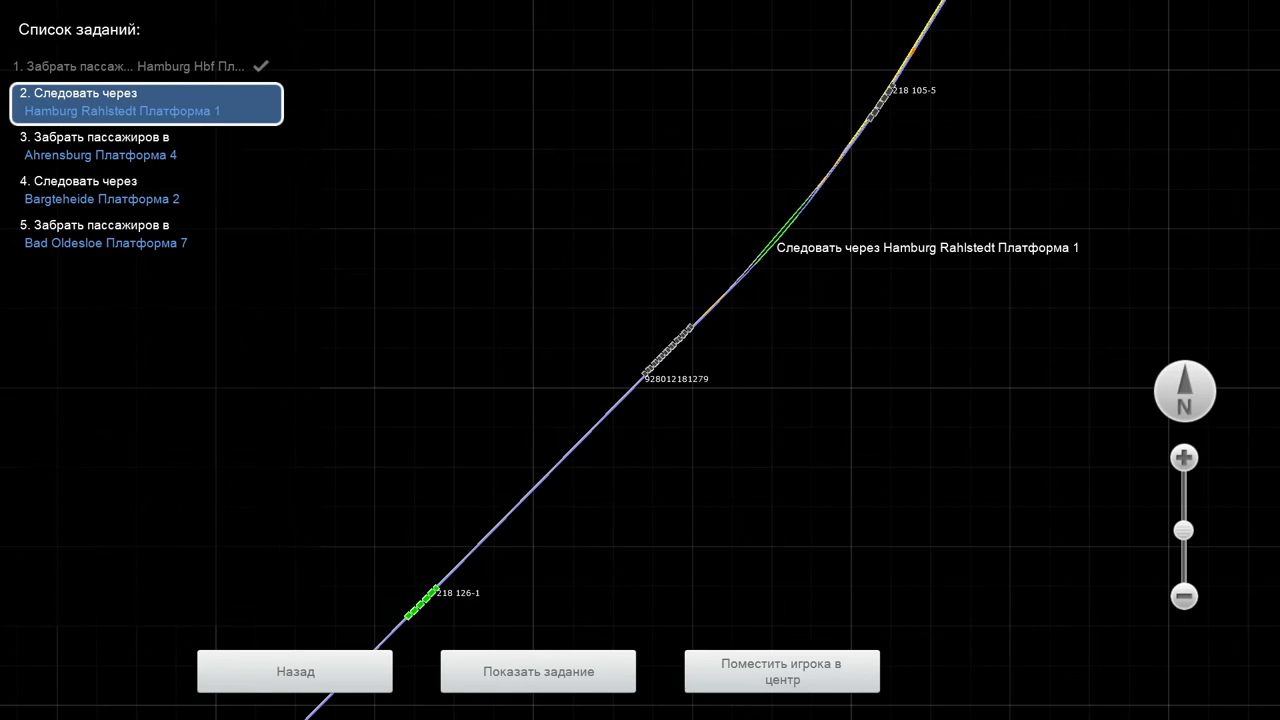 Список заданий:
1. Забрать пассаж... Hamburg Hbf Пл...
2. Следовать через
Hamburg Rahlstedt Платформа 1
3. Забрать пассажиров в
Ahrensburg Платформа 4
4. Следовать через
Bargteheide Платформа 2
5. Забрать пассажиров в
Bad Oldesloe Платформа 7
218 105-5
Следовать через Hamburg Rahlstedt Платформа 1
928012181279
N
218 126-1
Назад
Показать задание
Поместить игрока в
центр